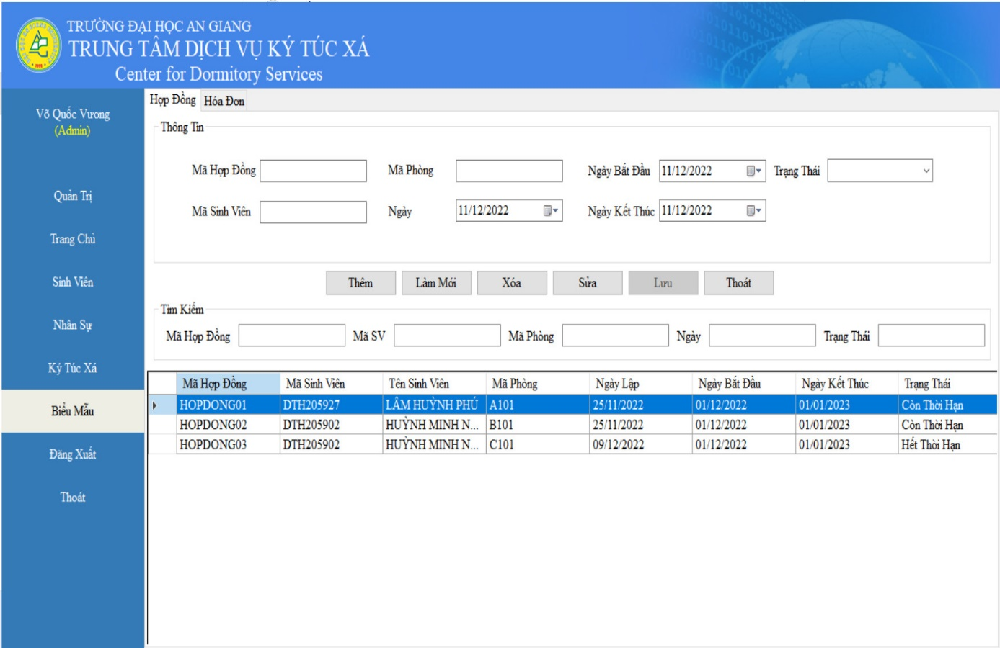 TRƯỜNG ĐẠI HỌC AN GIANG
TRUNG TÂM DỊCH VỤ KÝ TÚC XÁ
Center for Dormitory Services
Võ Quốc Vương
(Admin)
Quản Trị
Trang Chủ
Sinh Viên
Nhân Sự
Ký Túc Xá
Biểu Mẫu
Đăng Xuất
Thoát
Hợp Đồng Hóa Đơn
Thông Tin
Mã Hợp Đồng Mã Phòng Ngày Bắt Đầu 11/12/2022 Trạng Thái
Mã Sinh Viên Ngày 11/12/2022 Ngày Kết Thúc 11/12/2022
Thêm Làm Mới Xóa Sửa Lưu Thoát
Tìm Kiếm
Mã Hợp Đồng Mã SV Mã Phòng Ngày Trạng Thái
Mã Hợp Đồng Mã Sinh Viên Tên Sinh Viên Mã Phòng Ngày Lập Ngày Bắt Đầu Ngày Kết Thúc Trạng Thái
HOPDONG01 DTH205927 LÂM HUỲNH PHÚ A101 25/11/2022 01/12/2022 01/01/2023 Còn Thời Hạn
HOPDONG02 DTH205902 HUỲNH MINH N... B101 25/11/2022 01/12/2022 01/01/2023 Còn Thời Hạn
HOPDONG03 DTH205902 HUỲNH MINH N... C101 09/12/2022 01/12/2022 01/01/2023 Hết Thời Hạn